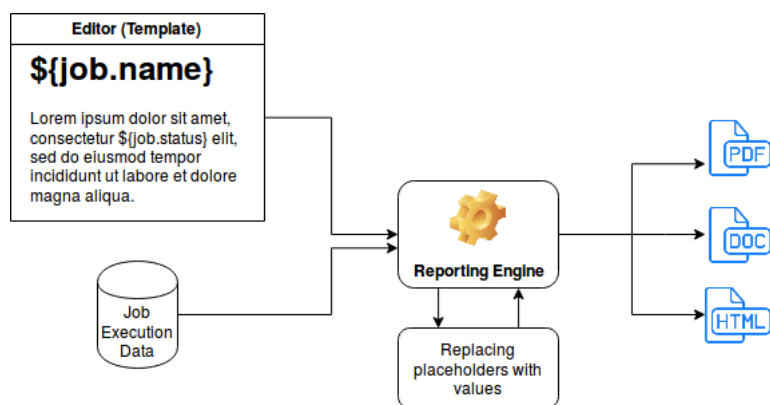 Editor (Template)
${job.name}
Lorem ipsum dolor sit amet,
consectetur ${job.status} elit,
sed do eiusmod tempor
incididunt ut labore et dolore
magna aliqua.
Job
Execution
Data
Reporting Engine
Replacing
placeholders with
values
PDF
DOC
HTML